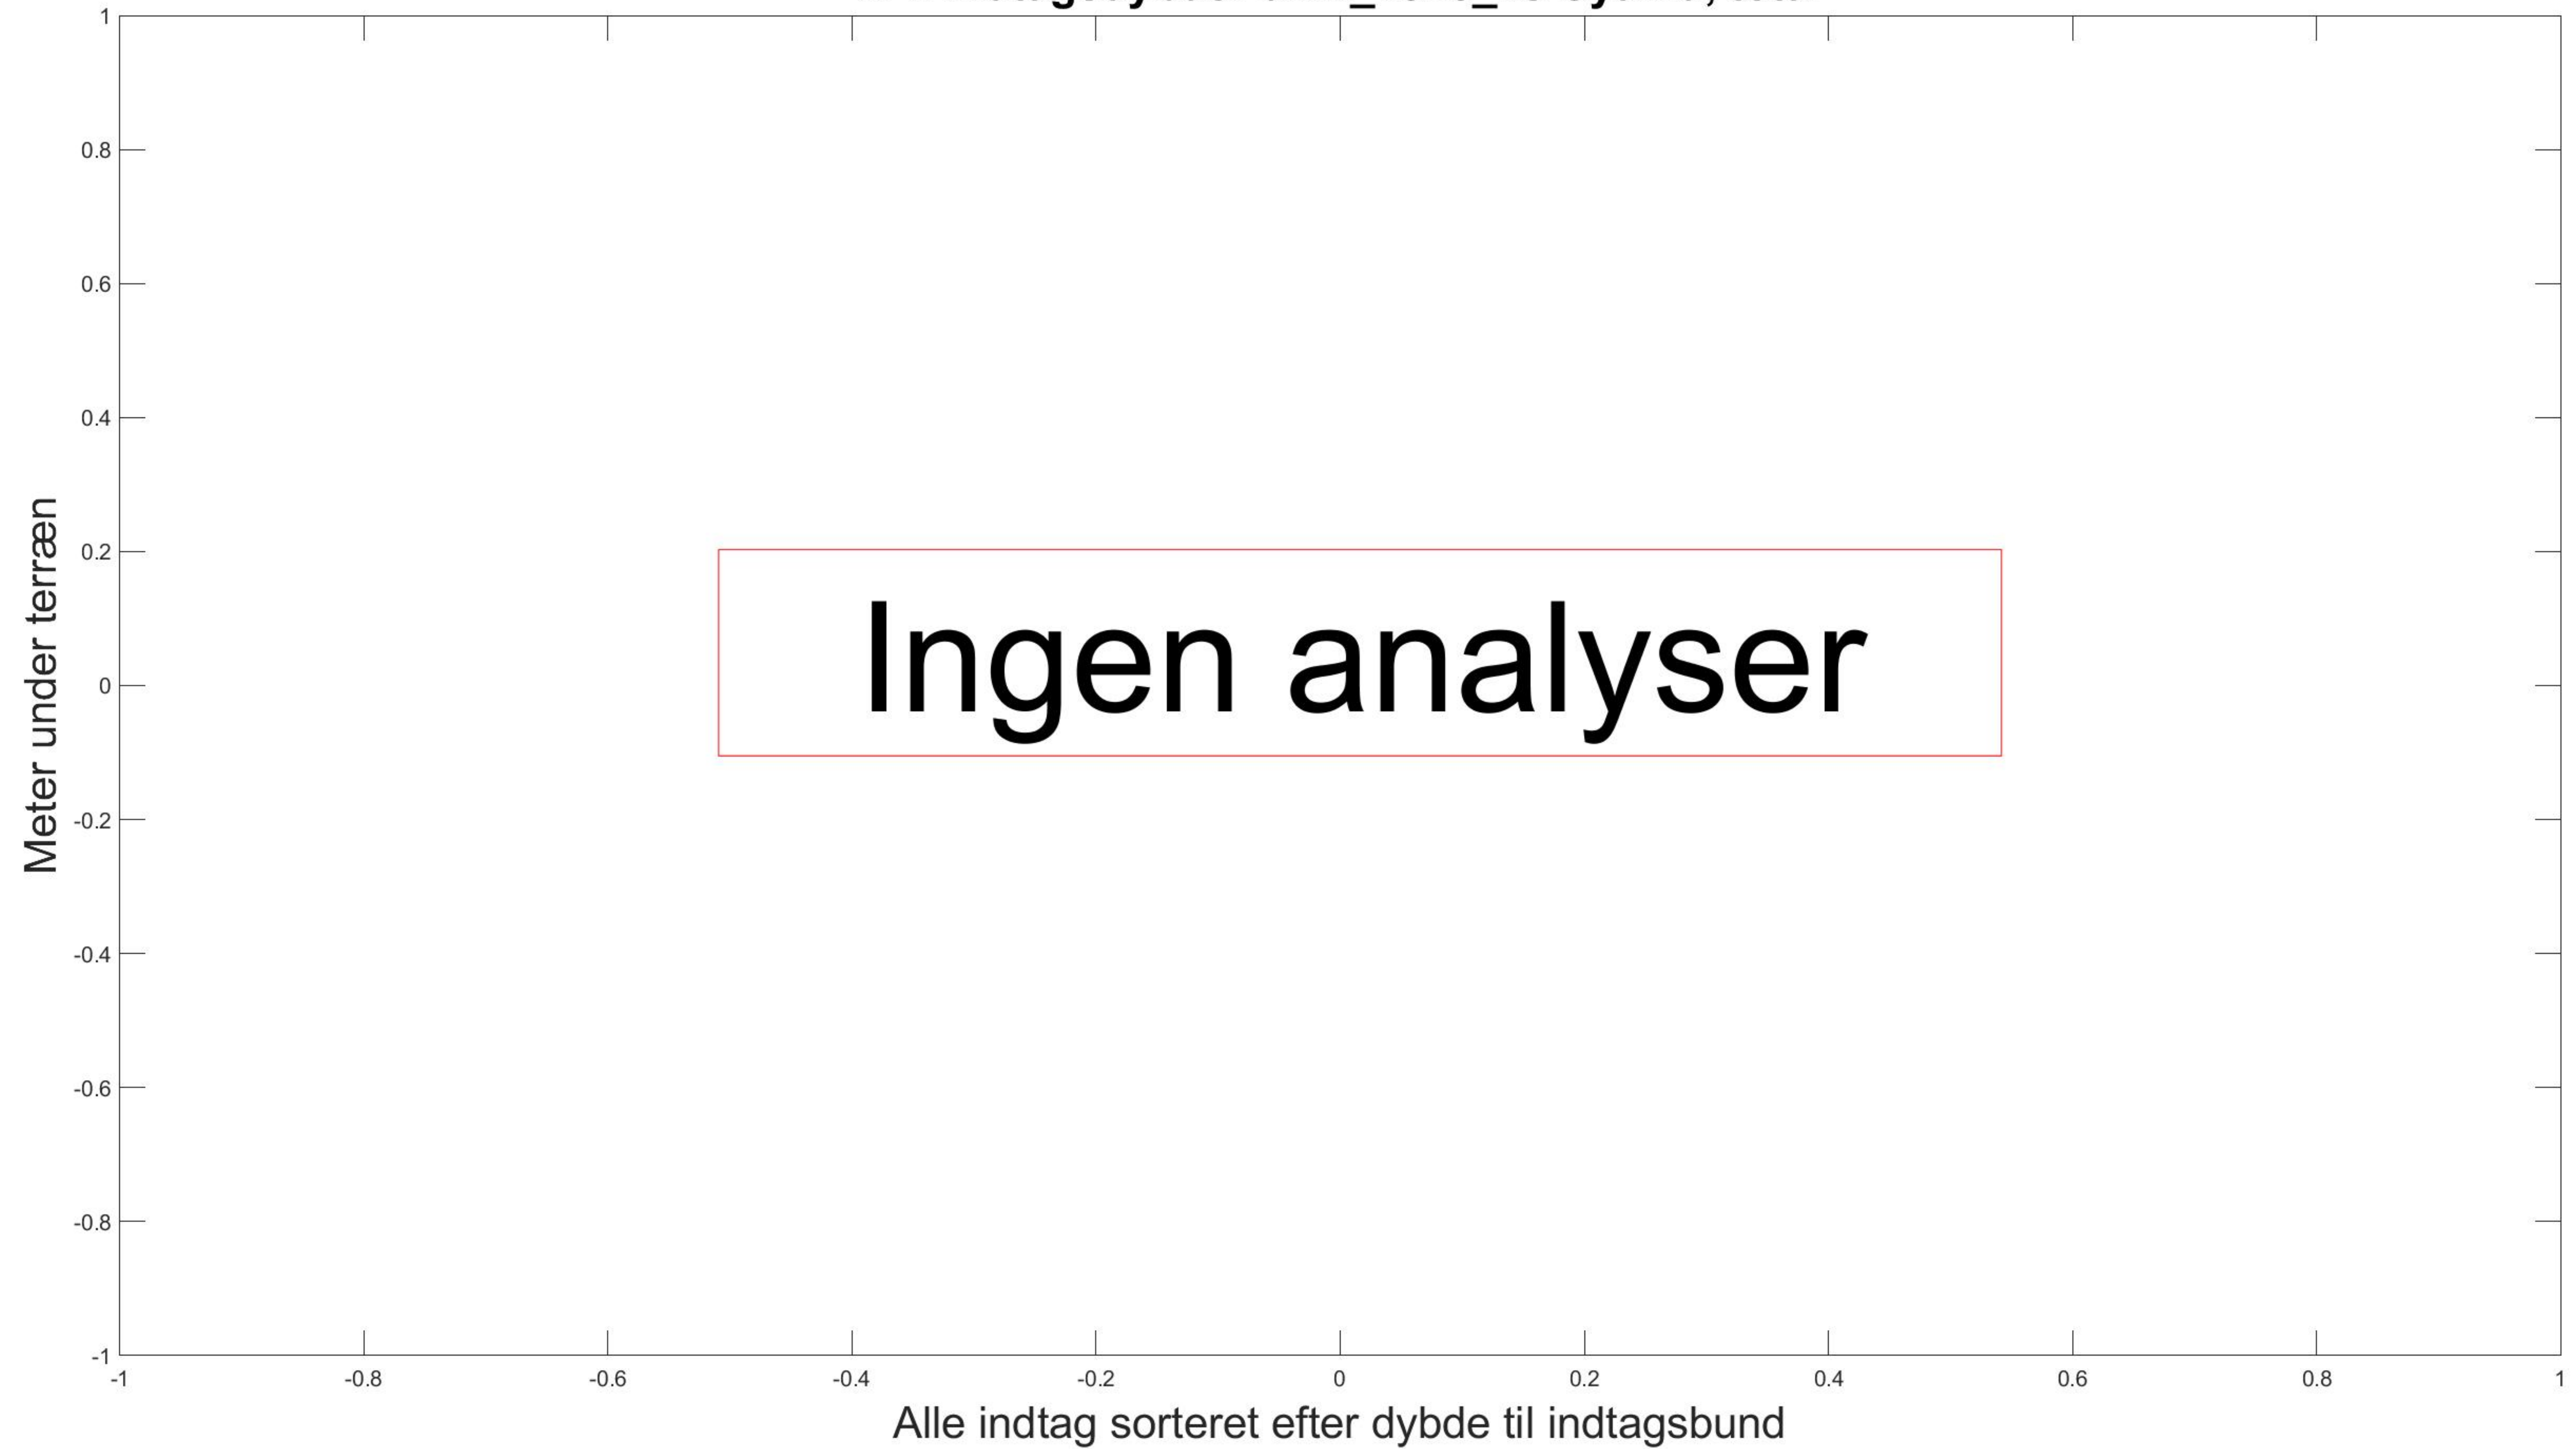 1
0.8
0.6
0.4
0.2
0
-0.2
-0.4
-0.6
-0.8
-1
Meter under terræn
Ingen analyser
-1 -0.8 -0.6 -0.4 -0.2 0 0.2 0.4 0.6 0.8 1
Alle indtag sorteret efter dybde til indtagsbund